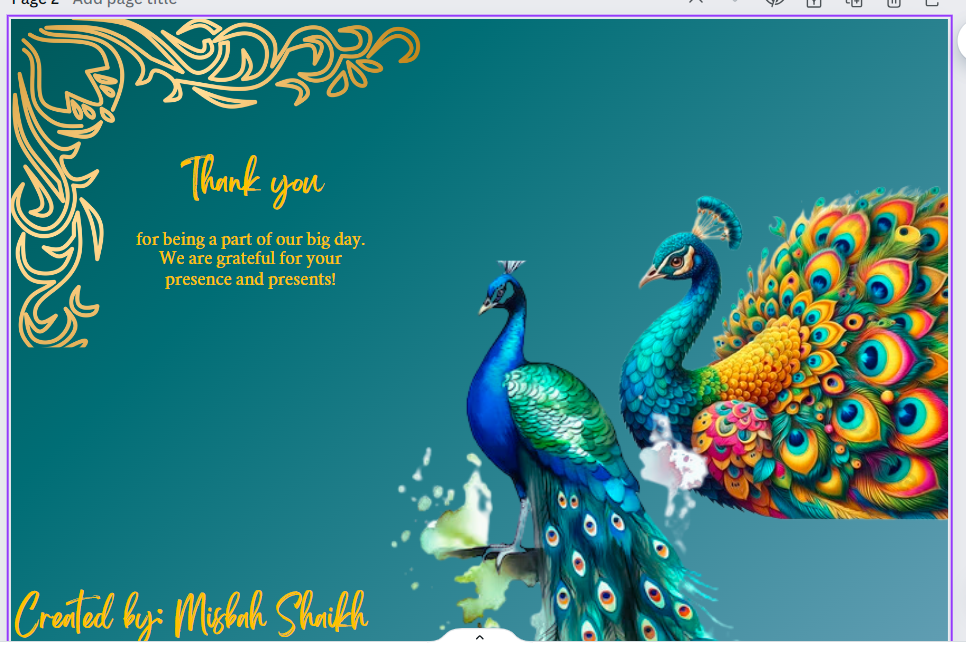 Page 2 Add page title
Thank you
for being a part of our big day.
We are grateful for your
presence and presents!
Created by: Misbah Shaikh